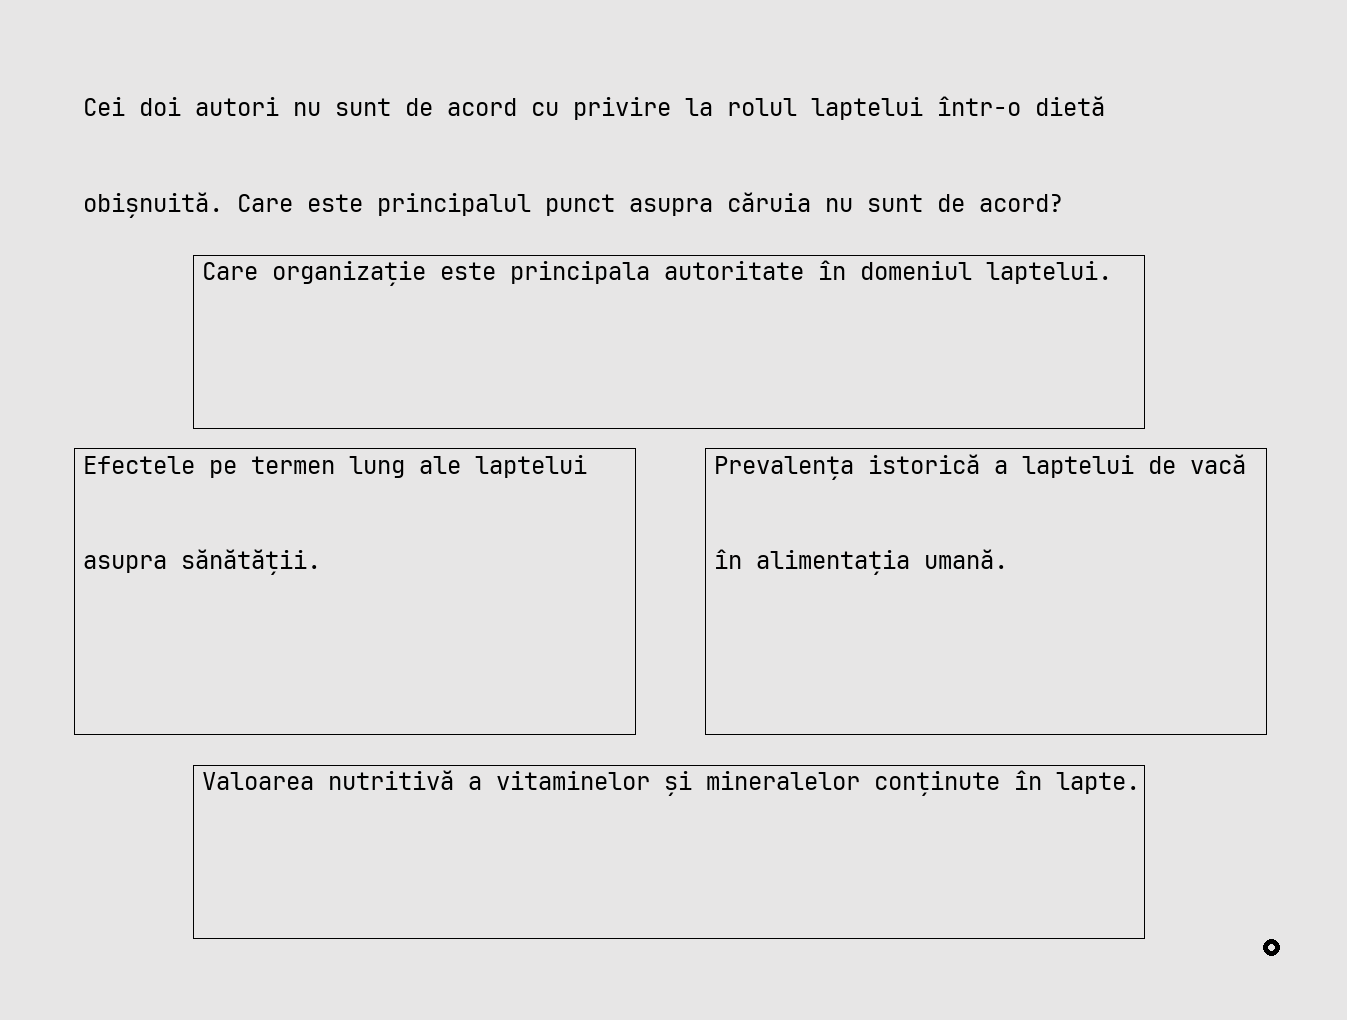 Cei doi autori nu sunt de acord cu privire la rolul laptelui într-o dietă
obișnuită. Care este principalul punct asupra căruia nu sunt de acord?
Care organizație este principala autoritate în domeniul laptelui.
Efectele pe termen lung ale laptelui
asupra sănătății.
Prevalența istorică a laptelui de vacă
în alimentația umană.
Valoarea nutritivă a vitaminelor și mineralelor conținute în lapte.